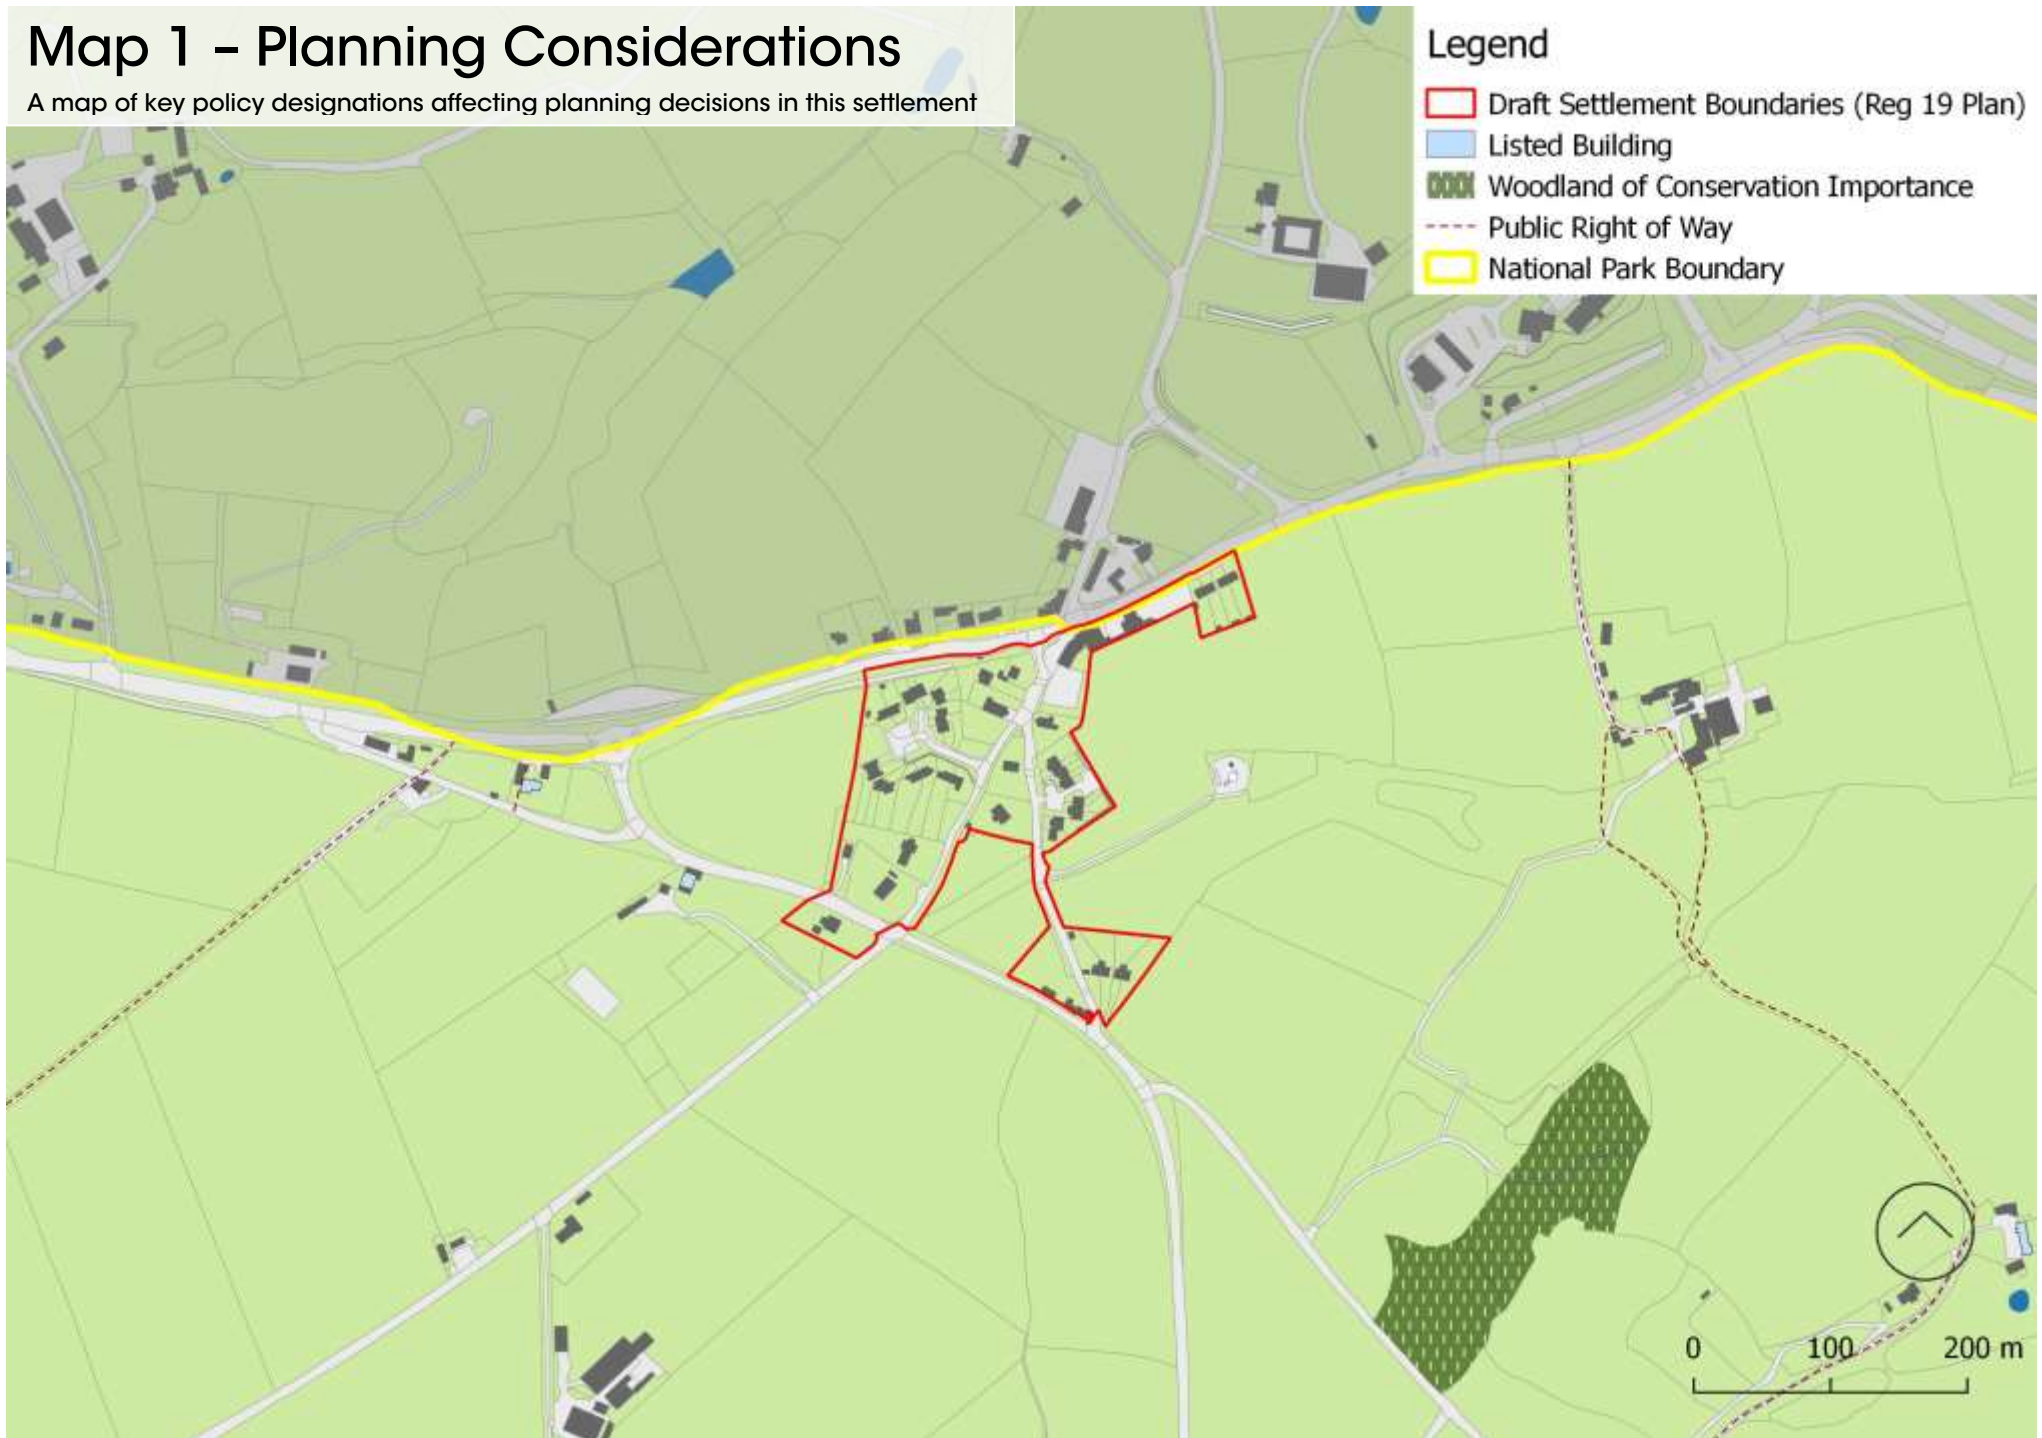 Map 1 – Planning Considerations
A map of key policy designations affecting planning decisions in this settlement
Legend
Draft Settlement Boundaries (Reg 19 Plan)
Listed Building
Woodland of Conservation Importance
Public Right of Way
National Park Boundary
0 100 200 m